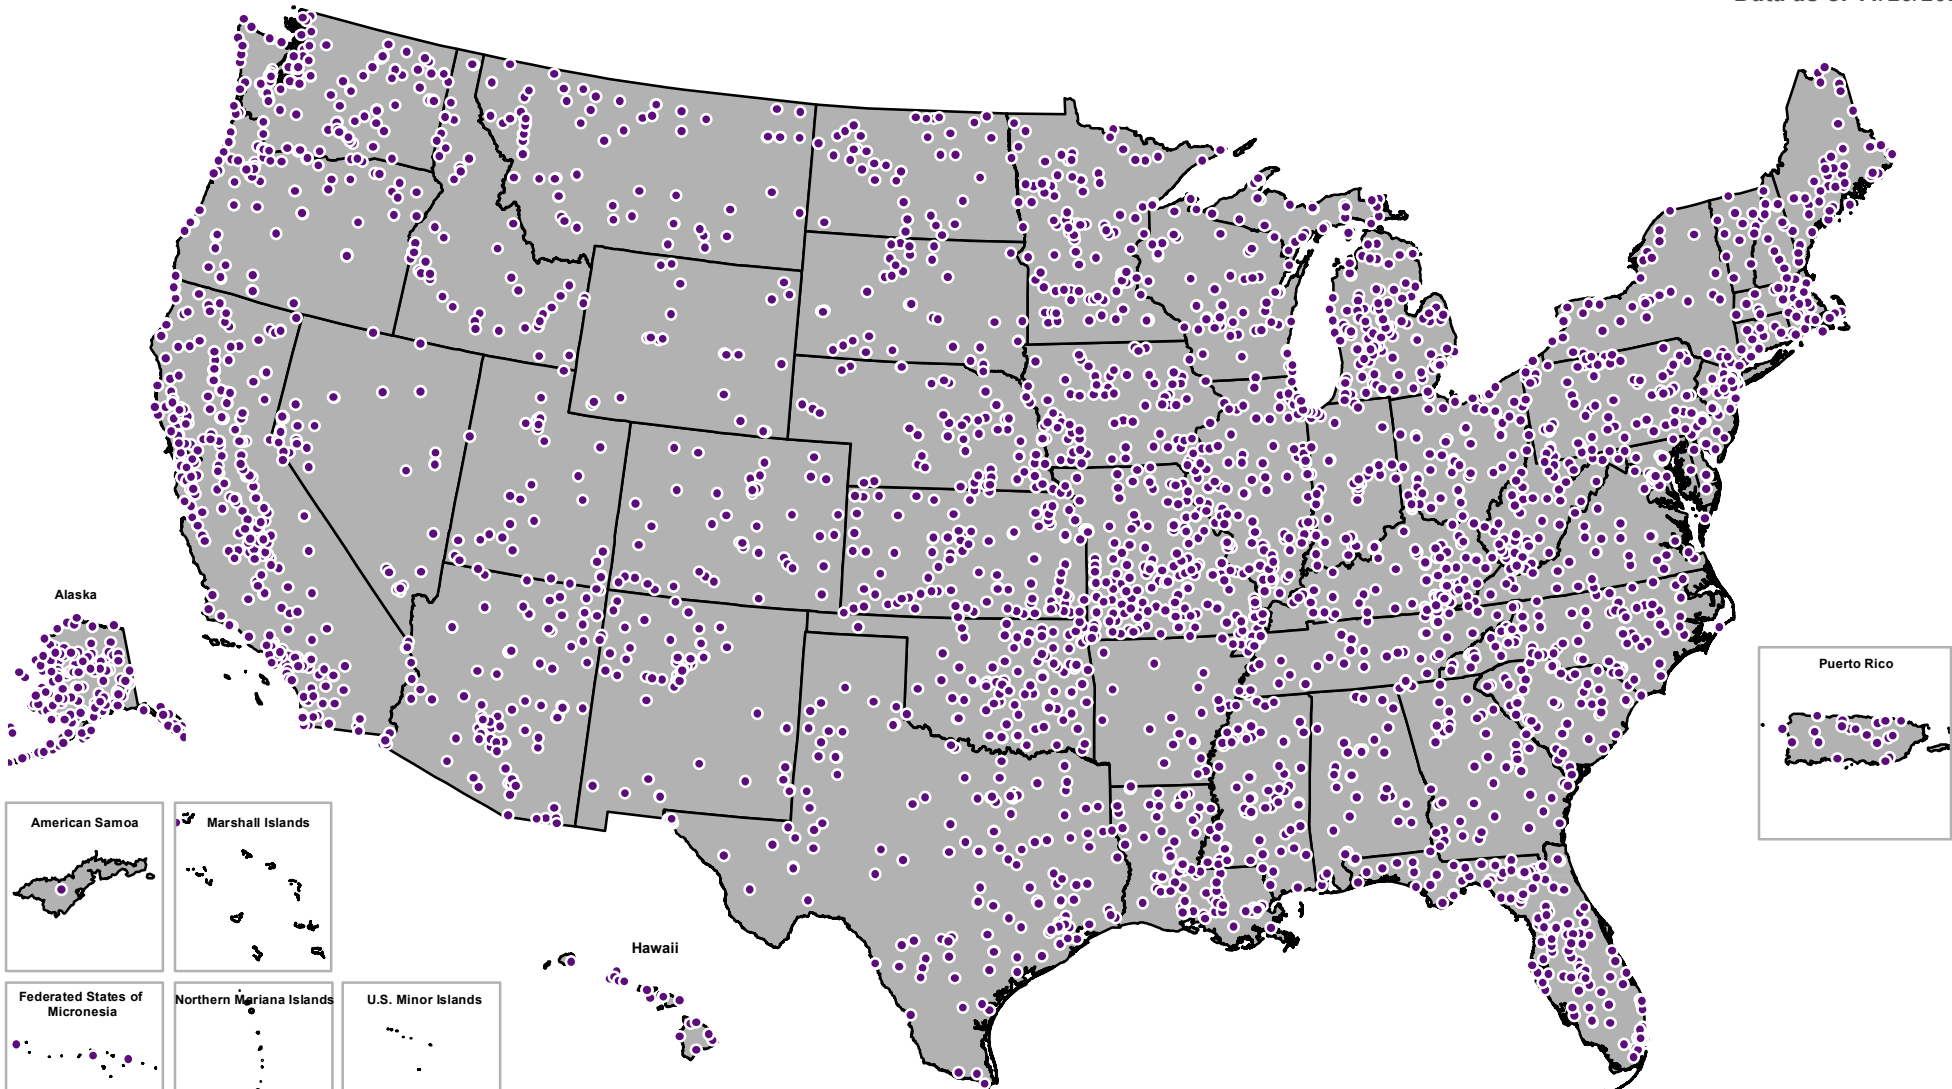 Alaska
Puerto Rico
American Samoa
Marshall Islands
Hawaii
Federated States of
Micronesia
Northern Mariana Islands
U.S. Minor Islands